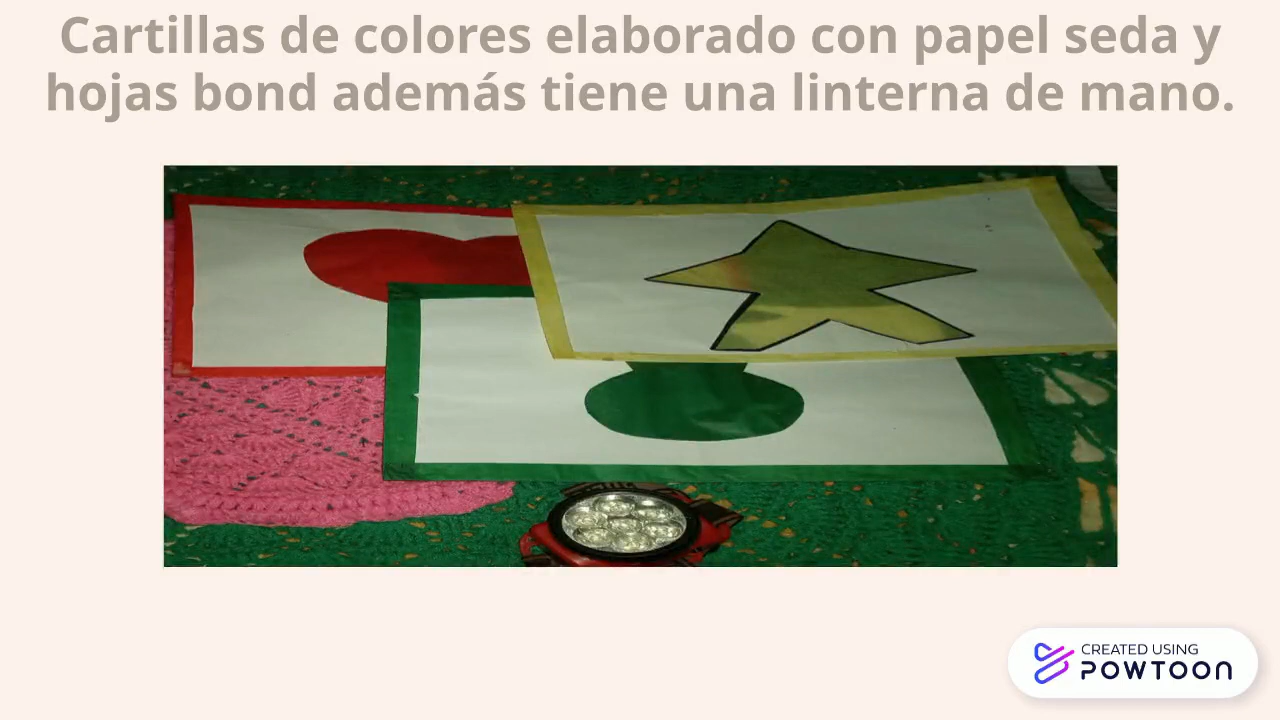 Cartillas de colores elaborado con papel seda y
hojas bond además tiene una linterna de mano.
CREATED USING
POWTOON